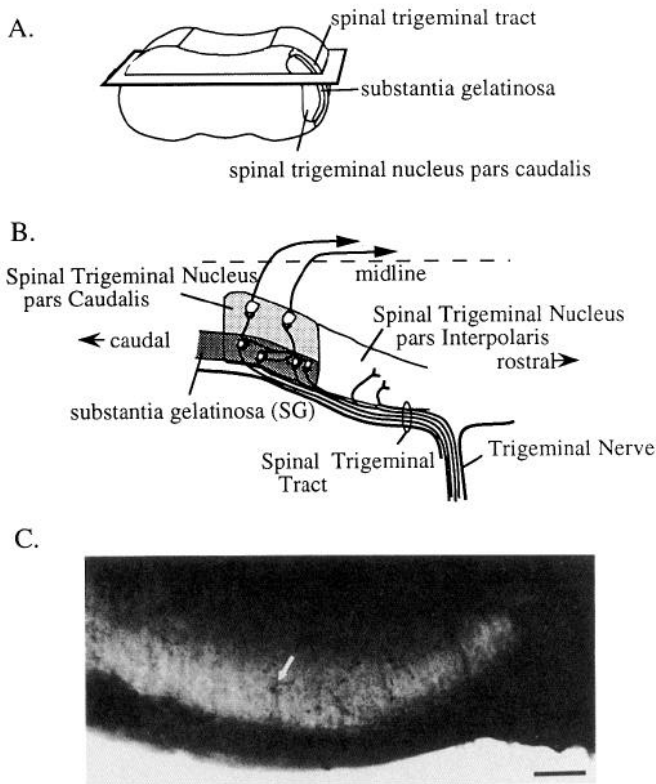 A.
spinal trigeminal tract
substantia gelatinosa
spinal trigeminal nucleus pars caudalis
B.
Spinal Trigeminal Nucleus
pars Caudalis
midline
Spinal Trigeminal Nucleus
pars Interpolaris
caudal
rostral
substantia gelatinosa (SG)
Spinal Trigeminal
Tract
Trigeminal Nerve
C.